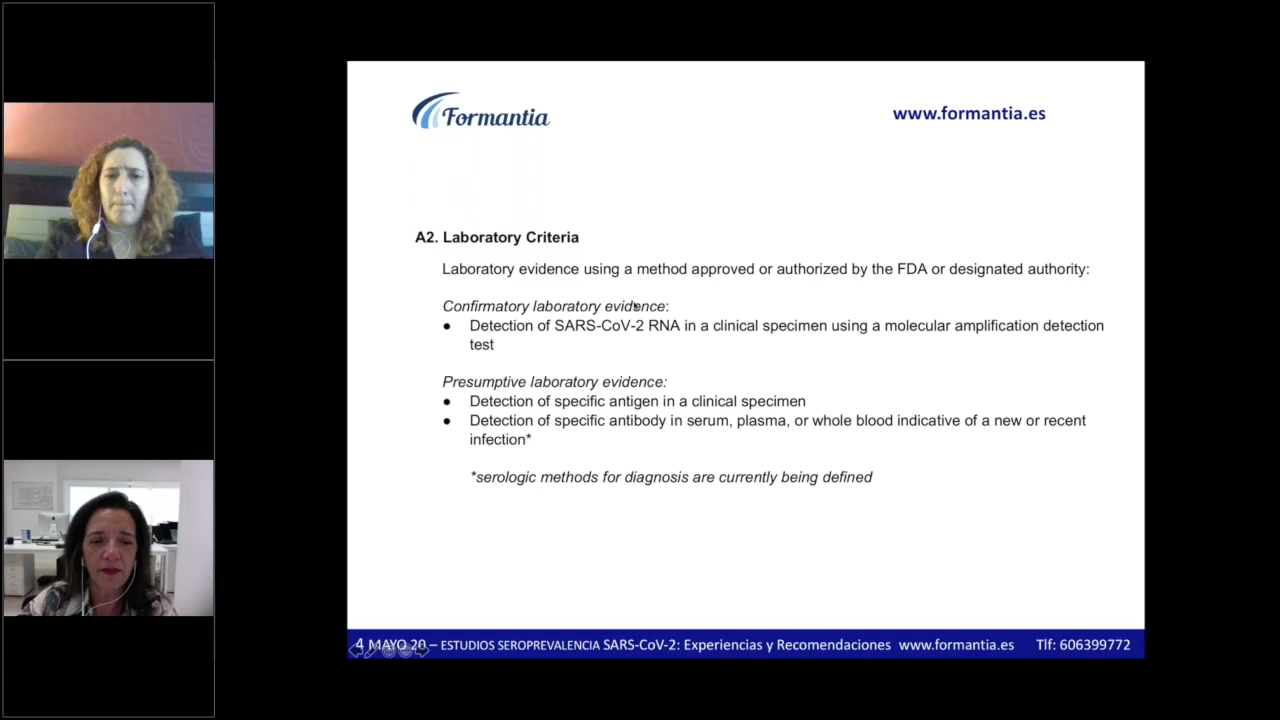 Formantia
www.formantia.es
A2. Laboratory Criteria
Laboratory evidence using a method approved or authorized by the FDA or designated authority:
Confirmatory laboratory evidence:
● Detection of SARS-CoV-2 RNA in a clinical specimen using a molecular amplification detection
test
Presumptive laboratory evidence:
● Detection of specific antigen in a clinical specimen
● Detection of specific antibody in serum, plasma, or whole blood indicative of a new or recent
infection*
*serologic methods for diagnosis are currently being defined
4 MAYO 20 – ESTUDIOS SEROPREVALENCIA SARS-CoV-2: Experiencias y Recomendaciones www.formantia.es Tlf: 606399772